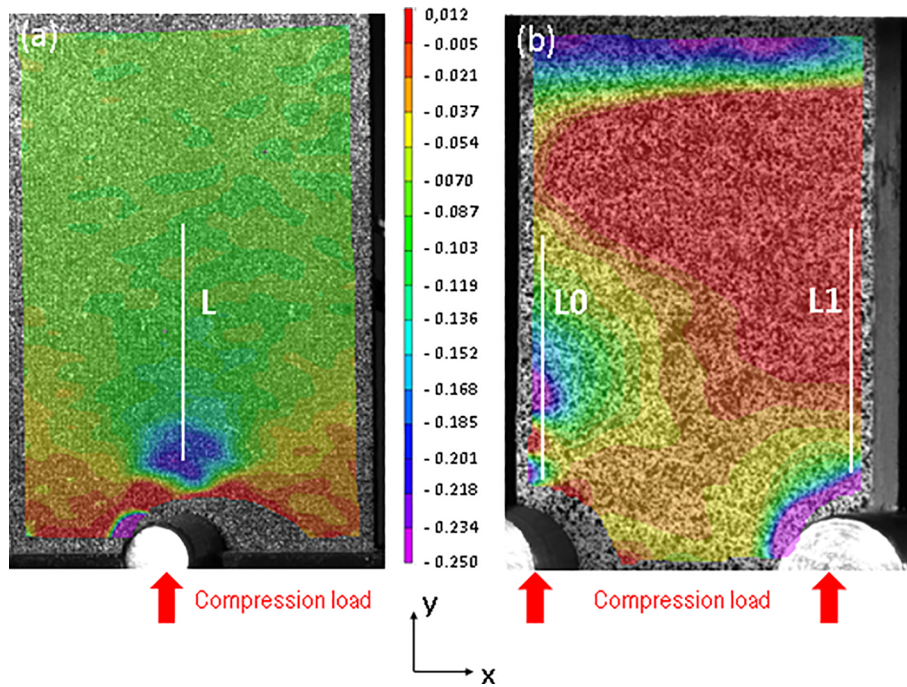 (a)
L
0,012
- 0.005
- 0.021
- 0.037
- 0.054
0070
- 0.087
- 0.103
- 0.119
- 0.136
- 0.152
- 0.168
- 0.185
- 0.201
- 0.218
- 0.234
- 0.250
(b)
L0
L1
Compression load
Compression load
y
x